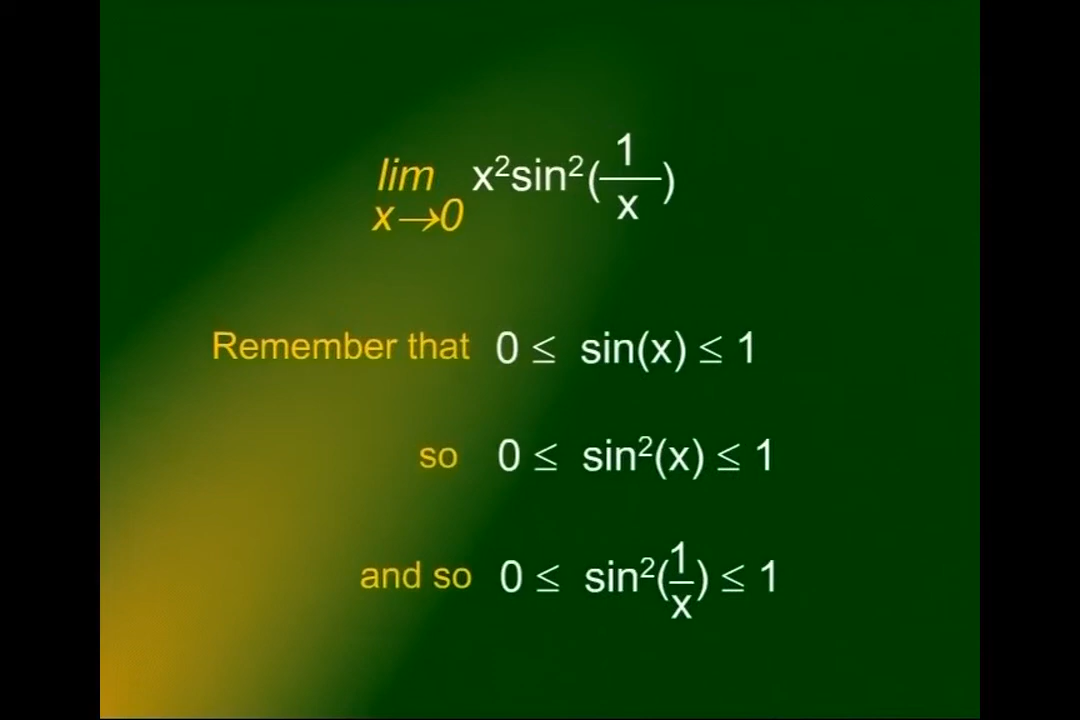 lim x→0 x²sin²(1/x)
Remember that 0 ≤ sin(x) ≤ 1
so 0 ≤ sin²(x) ≤ 1
and so 0 ≤ sin²(1/x) ≤ 1